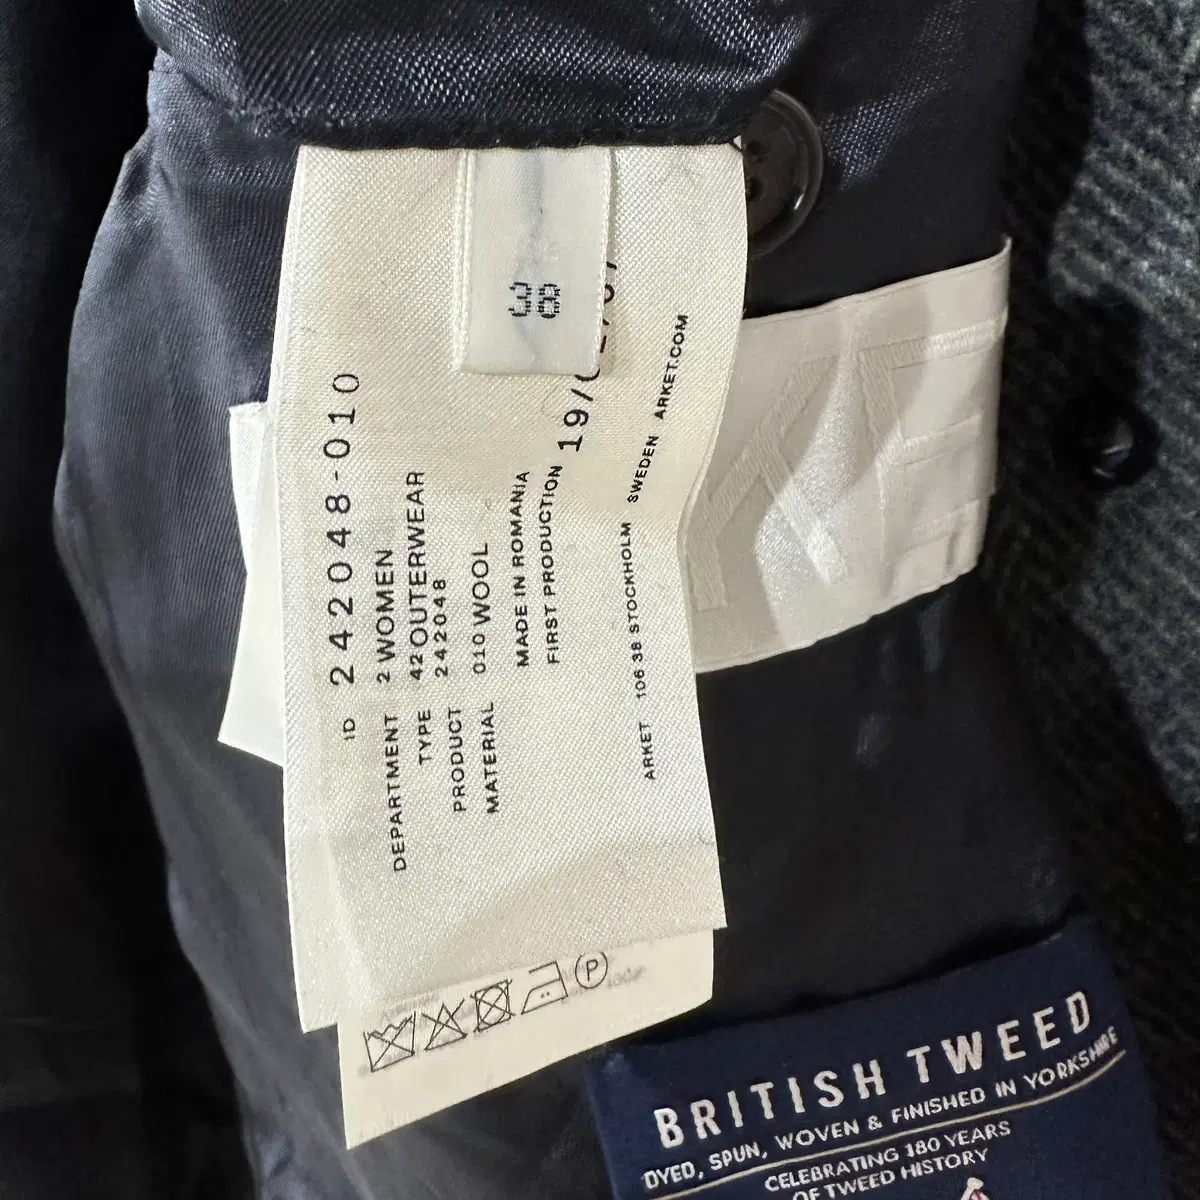 38
ID 242048-010
DEPARTMENT 2 WOMEN
TYPE 42 OUTERWEAR
PRODUCT 242048
MATERIAL 010 WOOL
MADE IN ROMANIA
FIRST PRODUCTION
ARKET 106 38 STOCKHOLM SWEDEN ARKET.COM
P
BRITISH TWEED
DYED, SPUN, WOVEN & FINISHED IN YORKSHIRE
CELEBRATING 180 YEARS
OF TWEED HISTORY